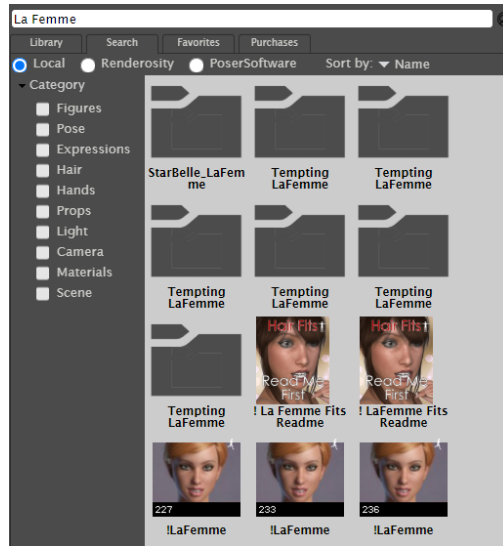 La Femme
Library Search Favorites Purchases
Local Renderosity PoserSoftware Sort by: Name
Category
Figures
Pose
Expressions
Hair
Hands
Props
Light
Camera
Materials
Scene
StarBelle_LaFem
me
Tempting
LaFemme
Tempting
LaFemme
Tempting
LaFemme
Tempting
LaFemme
Tempting
LaFemme
Tempting
LaFemme
Hair Fits!
Read Me
First
! La Femme Fits
Readme
Hair Fits!
Read Me
First
! LaFemme Fits
Readme
227
!LaFemme
233
!LaFemme
236
!LaFemme